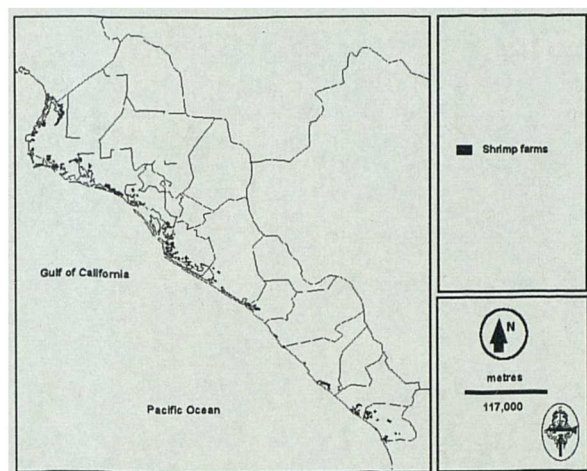 Shrimp farms
Gulf of California
Pacific Ocean
N
metres
117,000